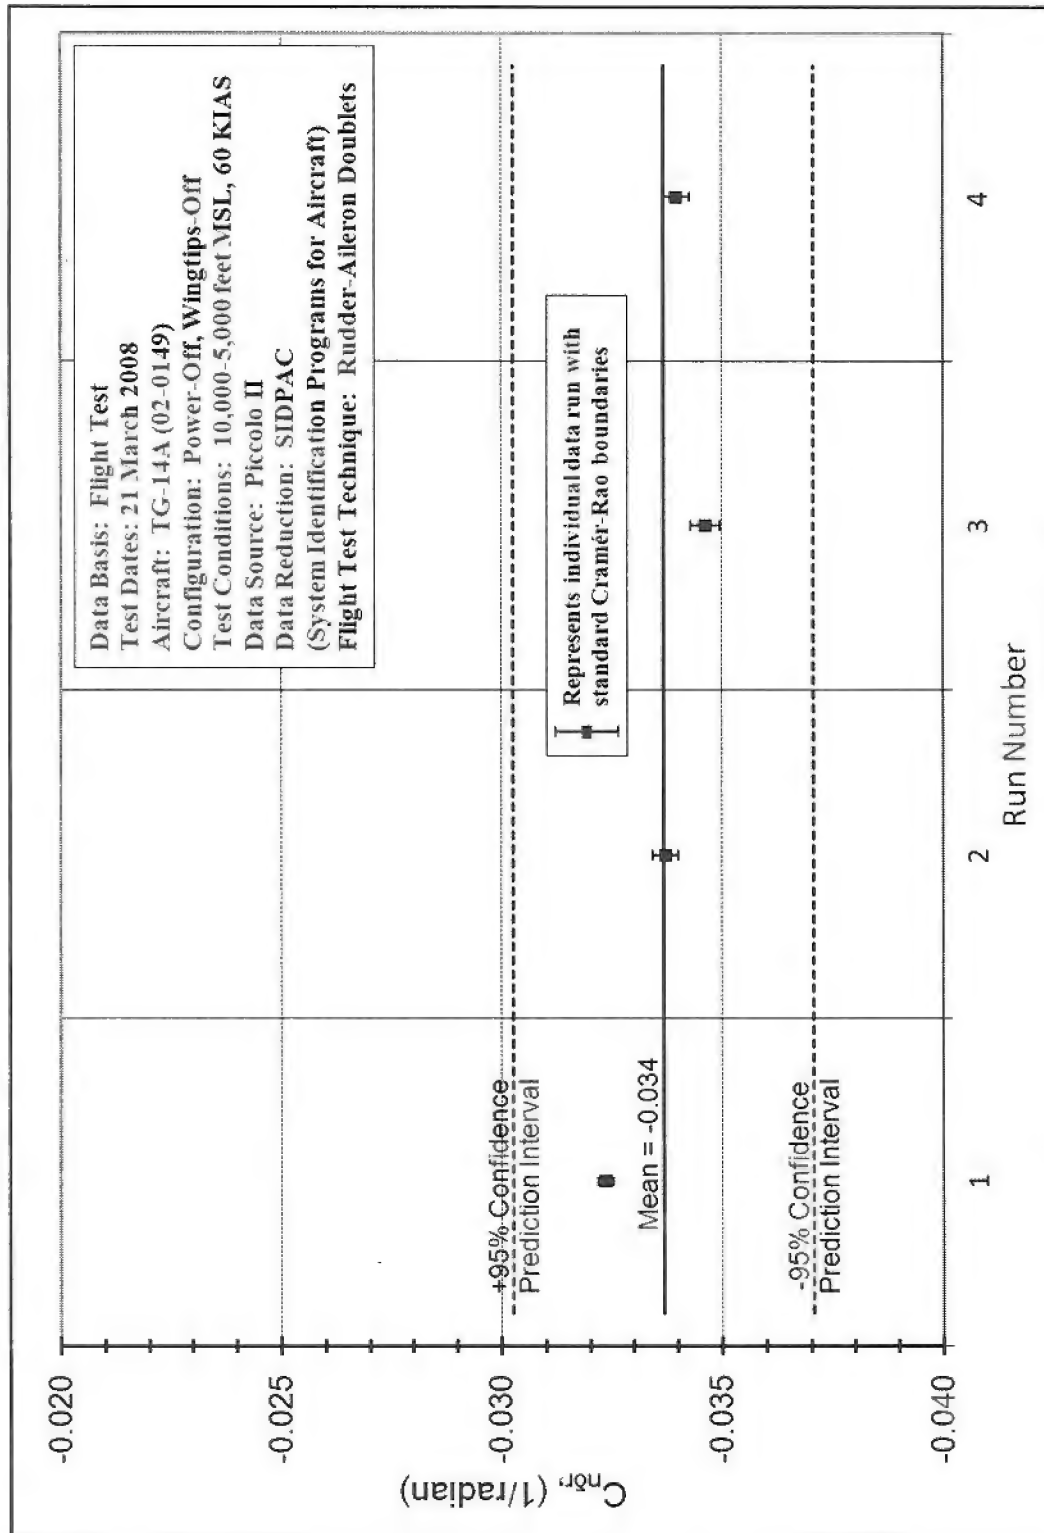 Data Basis: Flight Test
Test Dates: 21 March 2008
Aircraft: TG-14A (02-0149)
Configuration: Power-Off, Wingtips-Off
Test Conditions: 10,000-5,000 feet MSL, 60 KIAS
Data Source: Piccolo II
Data Reduction: SIDPAC
(System Identification Programs for Aircraft)
Flight Test Technique: Rudder-Aileron Doublets
Represents individual data run with
standard Cramér-Rao boundaries
+95% Confidence
Prediction Interval
Mean = -0.034
-95% Confidence
Prediction Interval
-0.020
-0.025
-0.030
-0.035
-0.040
Cnδr, (1/radian)
1
2
3
4
Run Number